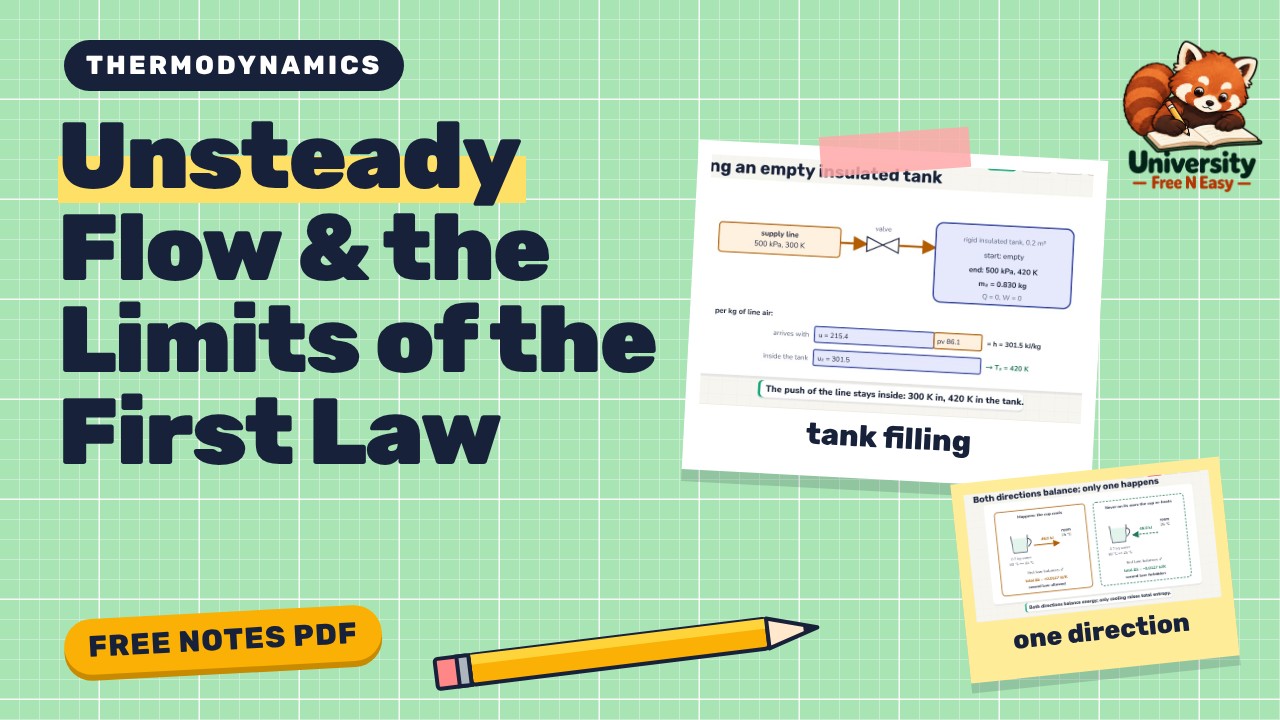 THERMODYNAMICS
Unsteady
Flow & the
Limits of the
First Law
FREE NOTES PDF
University
Free N Easy
ng an empty insulated tank
supply line
500 kPa, 300 K
valve
rigid insulated tank, 0.2 m³
start: empty
end: 500 kPa, 420 K
m₂ = 0.830 kg
Q = 0, W = 0
per kg of line air:
arrives with
u = 215.4
pv 86.1
= h = 301.5 kJ/kg
inside the tank
u₂ = 301.5
→ T₂ = 420 K
The push of the line stays inside: 300 K in, 420 K in the tank.
tank filling
Both directions balance; only one happens
Happens: the cup cools
room
Both directions balance energy; only cooling raises total entropy.
one direction